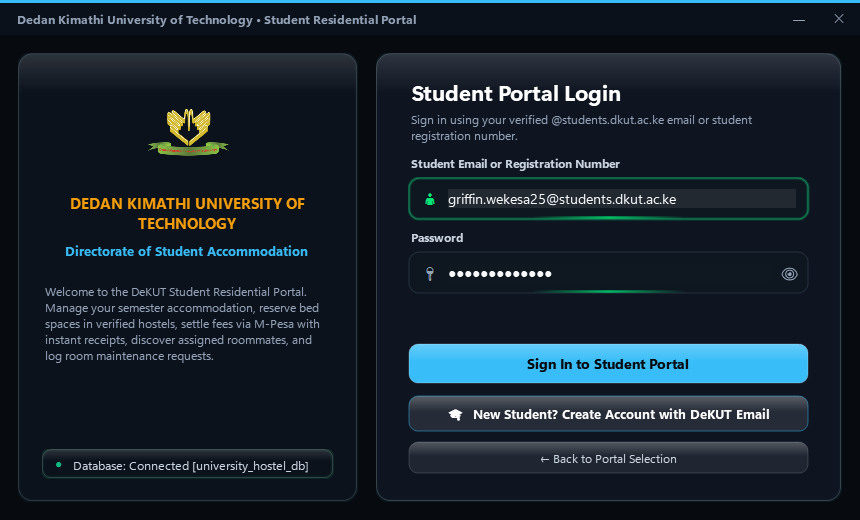 Dedan Kimathi University of Technology • Student Residential Portal
DEDAN KIMATHI UNIVERSITY OF
TECHNOLOGY
Directorate of Student Accommodation
Welcome to the DeKUT Student Residential Portal.
Manage your semester accommodation, reserve bed
spaces in verified hostels, settle fees via M-Pesa with
instant receipts, discover assigned roommates, and
log room maintenance requests.
Database: Connected [university_hostel_db]
Student Portal Login
Sign in using your verified @students.dkut.ac.ke email or student
registration number.
Student Email or Registration Number
griffin.wekesa25@students.dkut.ac.ke
Password
●●●●●●●●●●●●●
Sign In to Student Portal
New Student? Create Account with DeKUT Email
← Back to Portal Selection